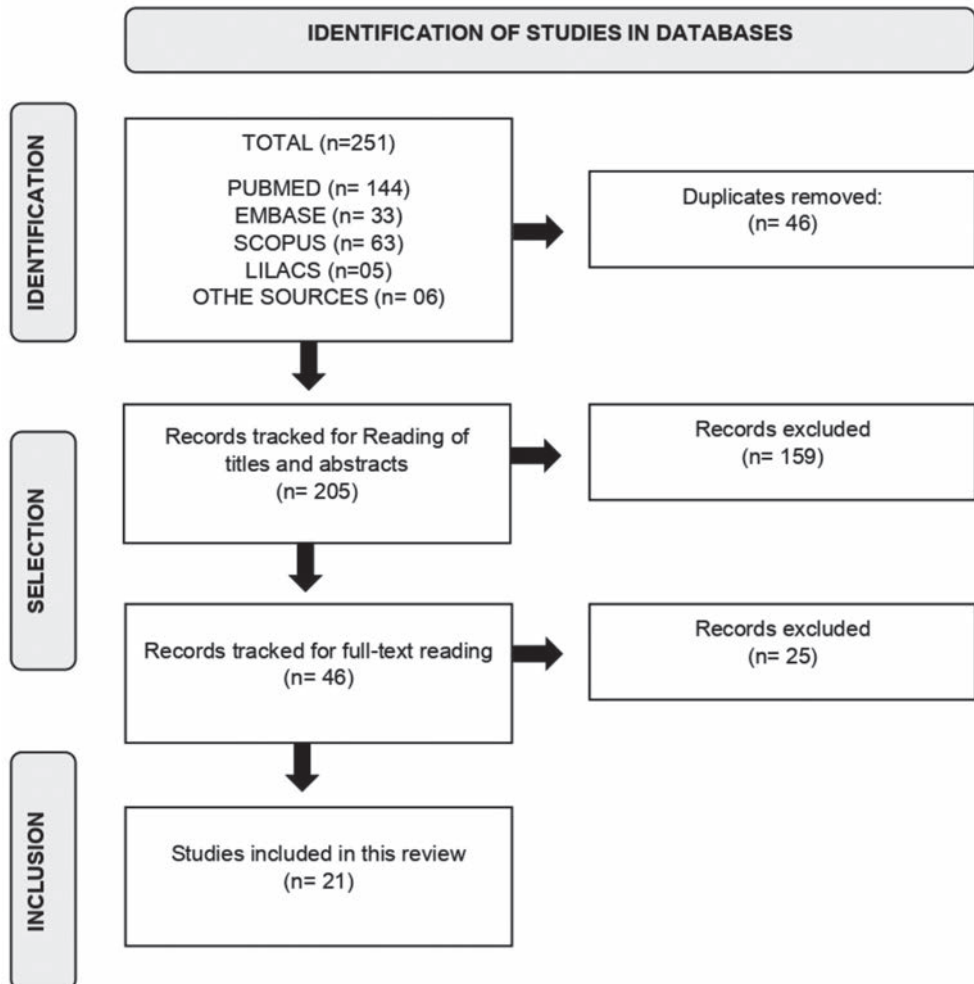 IDENTIFICATION OF STUDIES IN DATABASES
IDENTIFICATION
TOTAL (n=251)
PUBMED (n= 144)
EMBASE (n= 33)
SCOPUS (n= 63)
LILACS (n=05)
OTHE SOURCES (n= 06)
Duplicates removed:
(n= 46)
SELECTION
Records tracked for Reading of
titles and abstracts
(n= 205)
Records excluded
(n= 159)
Records tracked for full-text reading
(n= 46)
Records excluded
(n= 25)
INCLUSION
Studies included in this review
(n= 21)